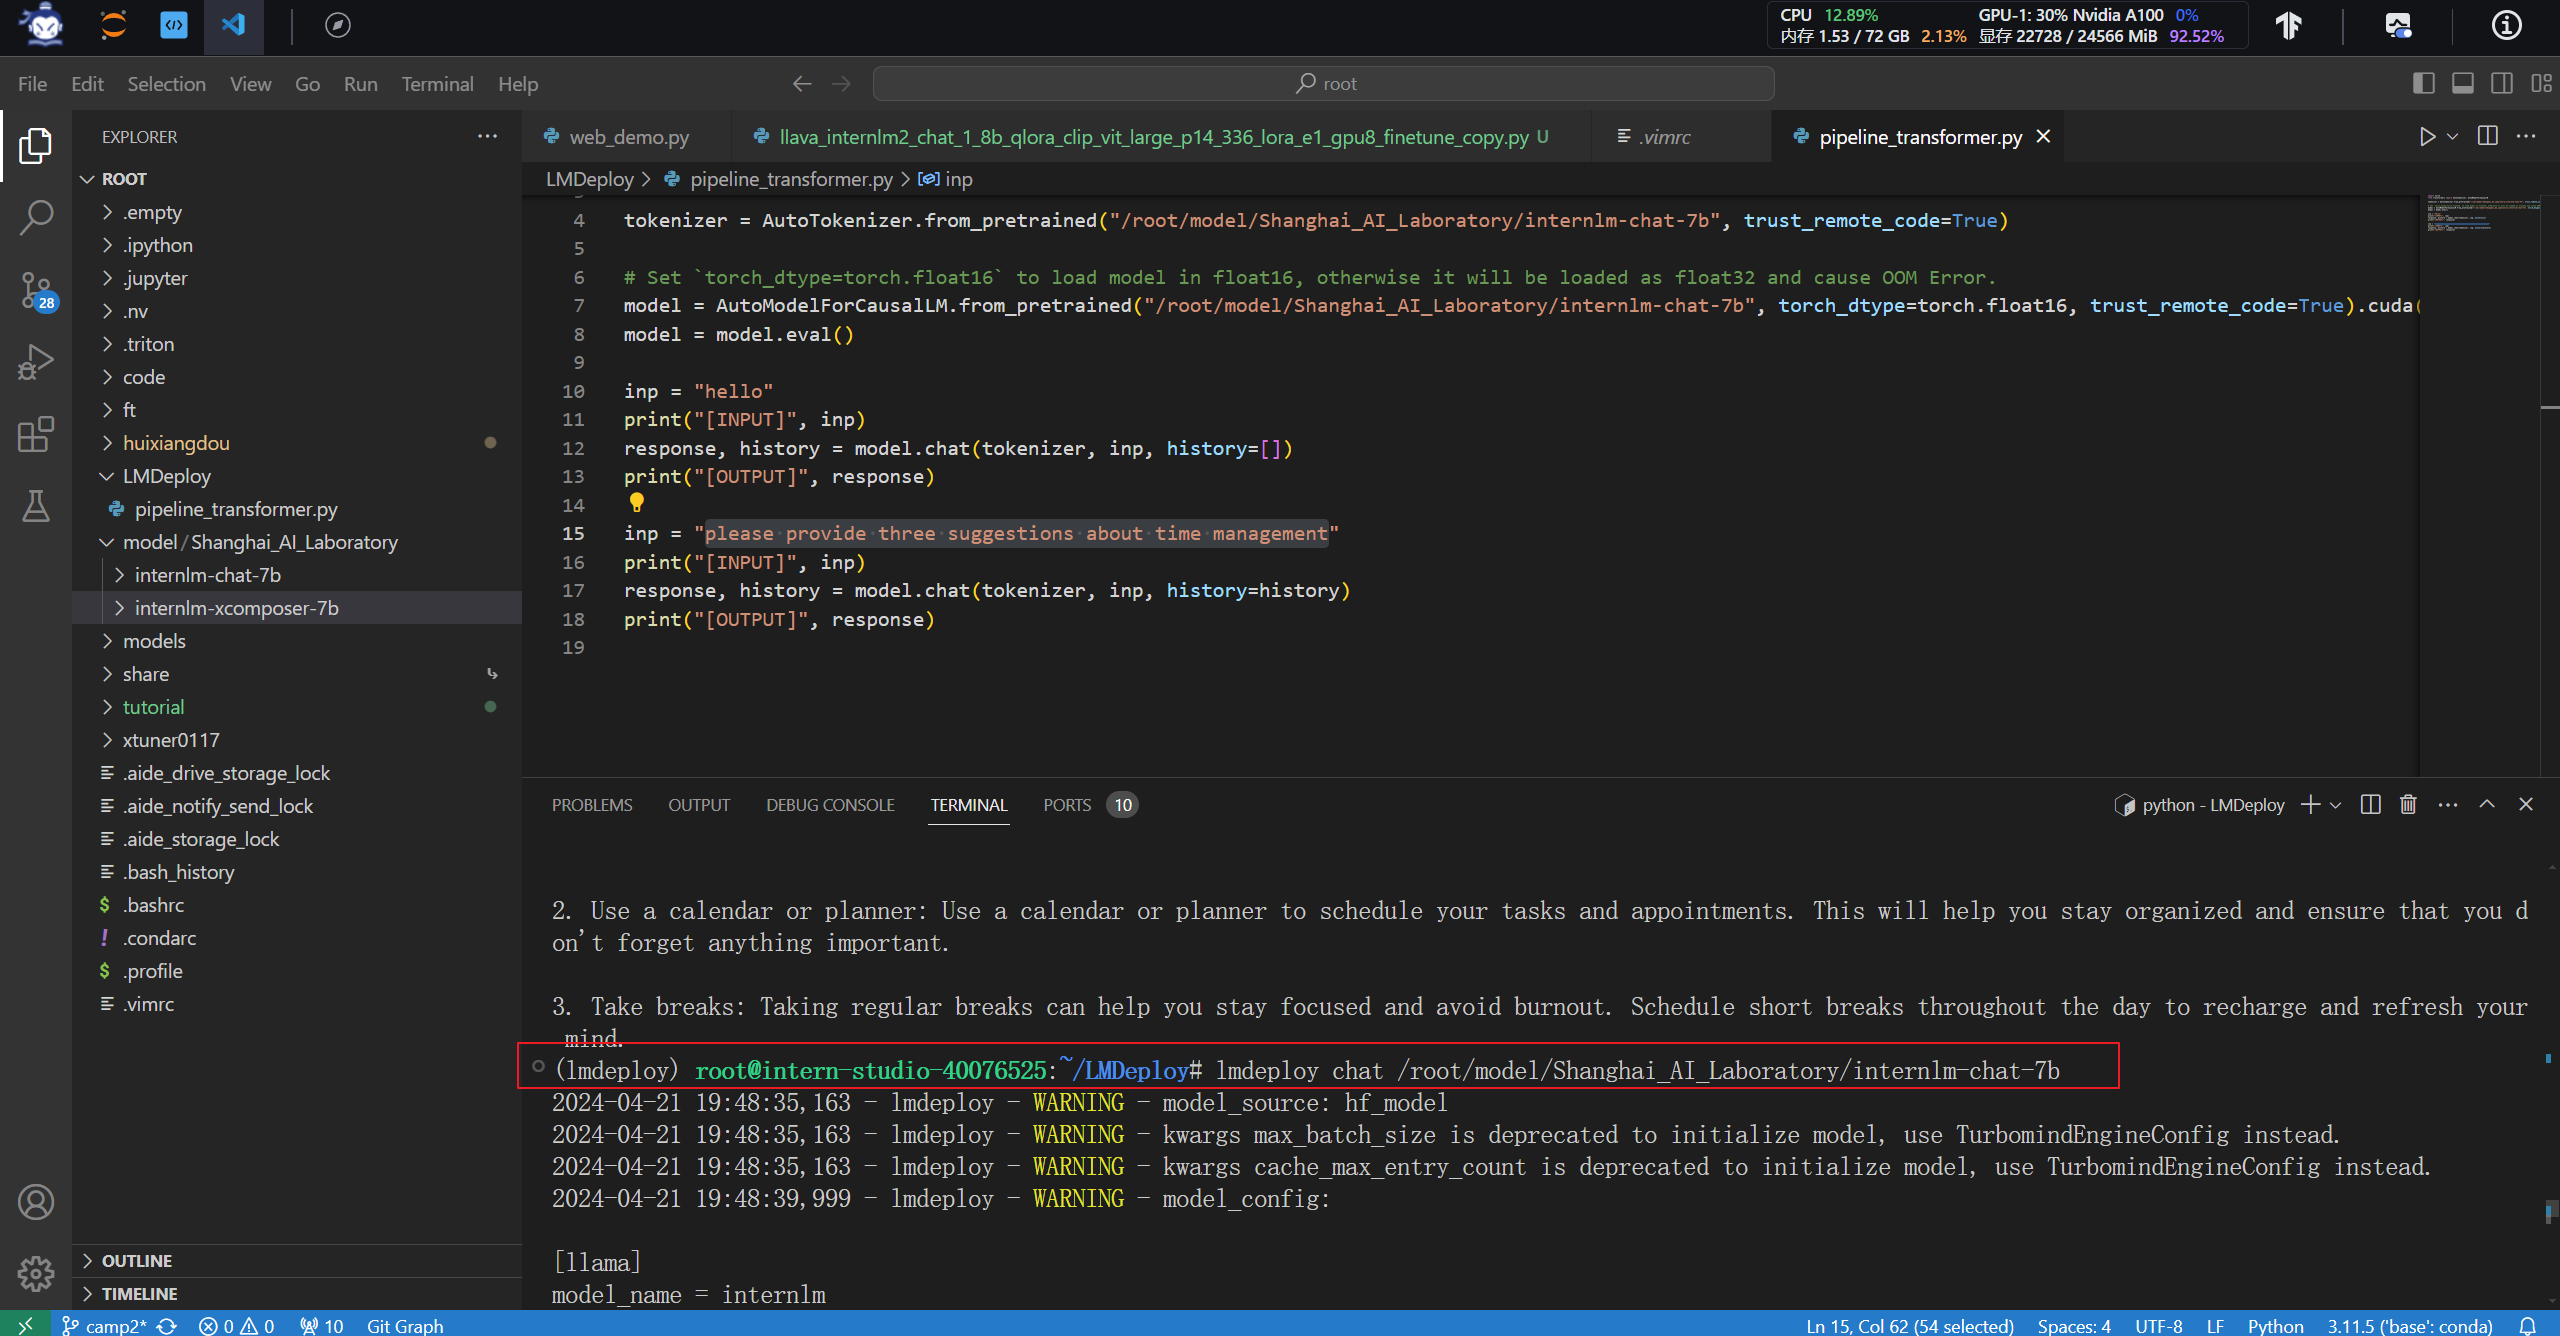 CPU 12.89% GPU-1: 30% Nvidia A100 0%
内存 1.53 / 72 GB 2.13% 显存 22728 / 24566 MiB 92.52%
File Edit Selection View Go Run Terminal Help
root
EXPLORER
web_demo.py
llava_internlm2_chat_1_8b_qlora_clip_vit_large_p14_336_lora_e1_gpu8_finetune_copy.py U
.vimrc
pipeline_transformer.py
LMDeploy > pipeline_transformer.py > inp
ROOT
.empty
.ipython
.jupyter
.nv
.triton
code
ft
huixiangdou
LMDeploy
pipeline_transformer.py
model / Shanghai_AI_Laboratory
internlm-chat-7b
internlm-xcomposer-7b
models
share
tutorial
xtuner0117
.aide_drive_storage_lock
.aide_notify_send_lock
.aide_storage_lock
.bash_history
$ .bashrc
! .condarc
$ .profile
.vimrc
OUTLINE
TIMELINE
28
4 tokenizer = AutoTokenizer.from_pretrained("/root/model/Shanghai_AI_Laboratory/internlm-chat-7b", trust_remote_code=True)
5
6 # Set `torch_dtype=torch.float16` to load model in float16, otherwise it will be loaded as float32 and cause OOM Error.
7 model = AutoModelForCausalLM.from_pretrained("/root/model/Shanghai_AI_Laboratory/internlm-chat-7b", torch_dtype=torch.float16, trust_remote_code=True).cuda(
8 model = model.eval()
9
10 inp = "hello"
11 print("[INPUT]", inp)
12 response, history = model.chat(tokenizer, inp, history=[])
13 print("[OUTPUT]", response)
14
15 inp = "please provide three suggestions about time management"
16 print("[INPUT]", inp)
17 response, history = model.chat(tokenizer, inp, history=history)
18 print("[OUTPUT]", response)
19
PROBLEMS OUTPUT DEBUG CONSOLE TERMINAL PORTS 10
python - LMDeploy
2. Use a calendar or planner: Use a calendar or planner to schedule your tasks and appointments. This will help you stay organized and ensure that you d
on't forget anything important.
3. Take breaks: Taking regular breaks can help you stay focused and avoid burnout. Schedule short breaks throughout the day to recharge and refresh your
mind.
(lmdeploy) root@intern-studio-40076525:~/LMDeploy# lmdeploy chat /root/model/Shanghai_AI_Laboratory/internlm-chat-7b
2024-04-21 19:48:35,163 - lmdeploy - WARNING - model_source: hf_model
2024-04-21 19:48:35,163 - lmdeploy - WARNING - kwargs max_batch_size is deprecated to initialize model, use TurbomindEngineConfig instead.
2024-04-21 19:48:35,163 - lmdeploy - WARNING - kwargs cache_max_entry_count is deprecated to initialize model, use TurbomindEngineConfig instead.
2024-04-21 19:48:39,999 - lmdeploy - WARNING - model_config:
[llama]
model_name = internlm
camp2* 0 0 10 Git Graph
Ln 15, Col 62 (54 selected) Spaces: 4 UTF-8 LF Python 3.11.5 ('base': conda)